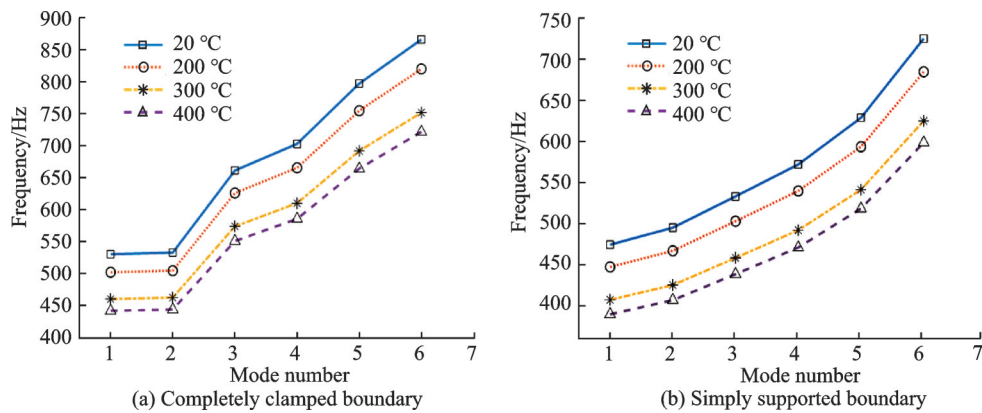 900
850
800
750
700
650
600
550
500
450
400
Frequency/Hz
20 °C
200 °C
300 °C
400 °C
1 2 3 4 5 6 7
Mode number
(a) Completely clamped boundary
750
700
650
600
550
500
450
400
Frequency/Hz
20 °C
200 °C
300 °C
400 °C
1 2 3 4 5 6 7
Mode number
(b) Simply supported boundary